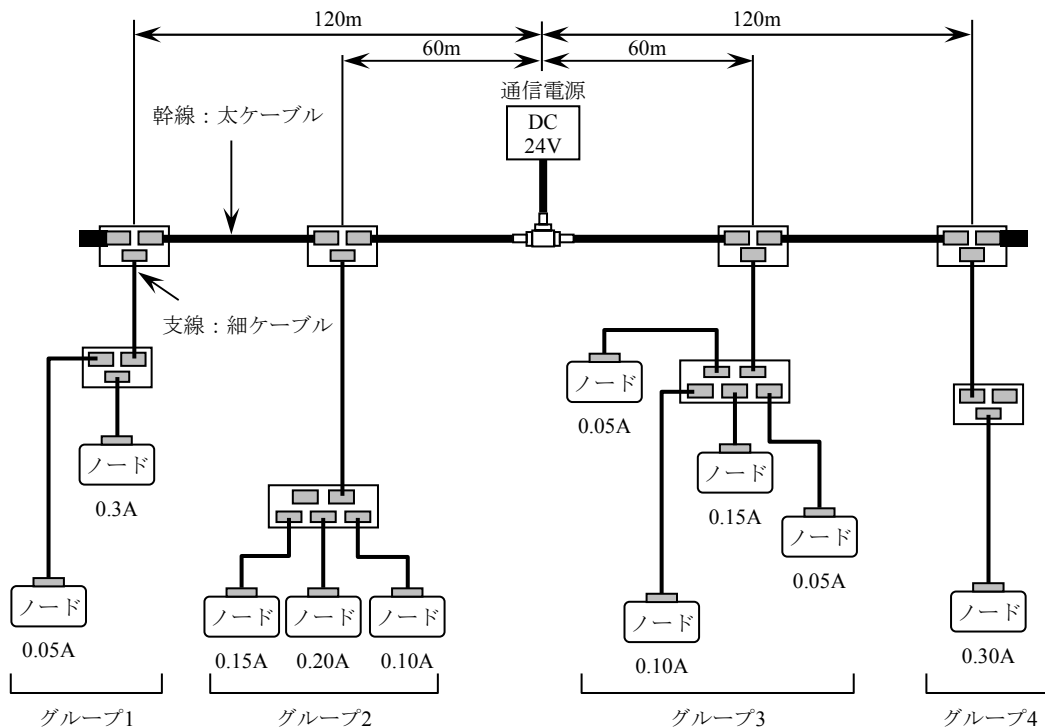 120m
120m
60m
60m
通信電源
DC
24V
幹線：太ケーブル
支線：細ケーブル
ノード
0.05A
ノード
0.3A
ノード
0.15A
ノード
0.05A
ノード
0.05A
ノード
0.15A
ノード
0.20A
ノード
0.10A
ノード
0.10A
ノード
0.30A
グループ1
グループ2
グループ3
グループ4